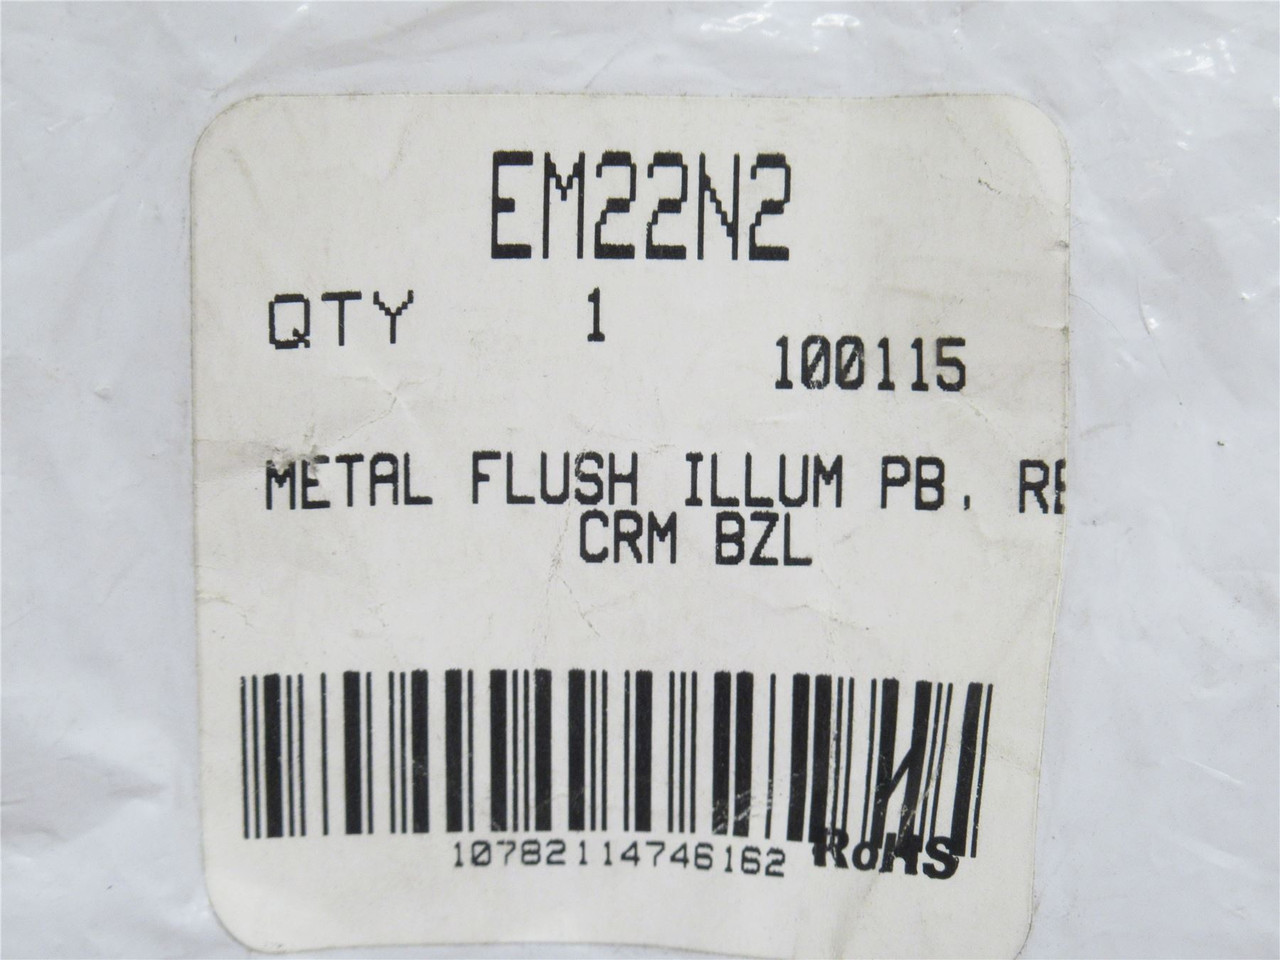 EM22N2
QTY 1
100115
METAL FLUSH ILLUM PB,
CRM BZL
10782114746162
RoHS